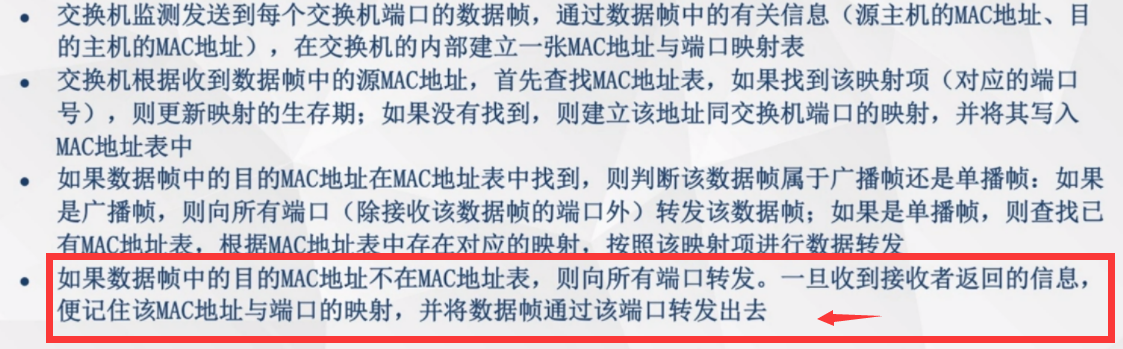 • 交换机监测发送到每个交换机端口的数据帧，通过数据帧中的有关信息（源主机的MAC地址、目
的主机的MAC地址），在交换机的内部建立一张MAC地址与端口映射表
• 交换机根据收到数据帧中的源MAC地址，首先查找MAC地址表，如果找到该映射项（对应的端口
号），则更新映射的生存期；如果没有找到，则建立该地址同交换机端口的映射，并将其写入
MAC地址表中
• 如果数据帧中的目的MAC地址在MAC地址表中找到，则判断该数据帧属于广播帧还是单播帧：如果
是广播帧，则向所有端口（除接收该数据帧的端口外）转发该数据帧；如果是单播帧，则查找已
有MAC地址表，根据MAC地址表中存在对应的映射，按照该映射项进行数据转发
• 如果数据帧中的目的MAC地址不在MAC地址表，则向所有端口转发。一旦收到接收者返回的信息，
便记住该MAC地址与端口的映射，并将数据帧通过该端口转发出去